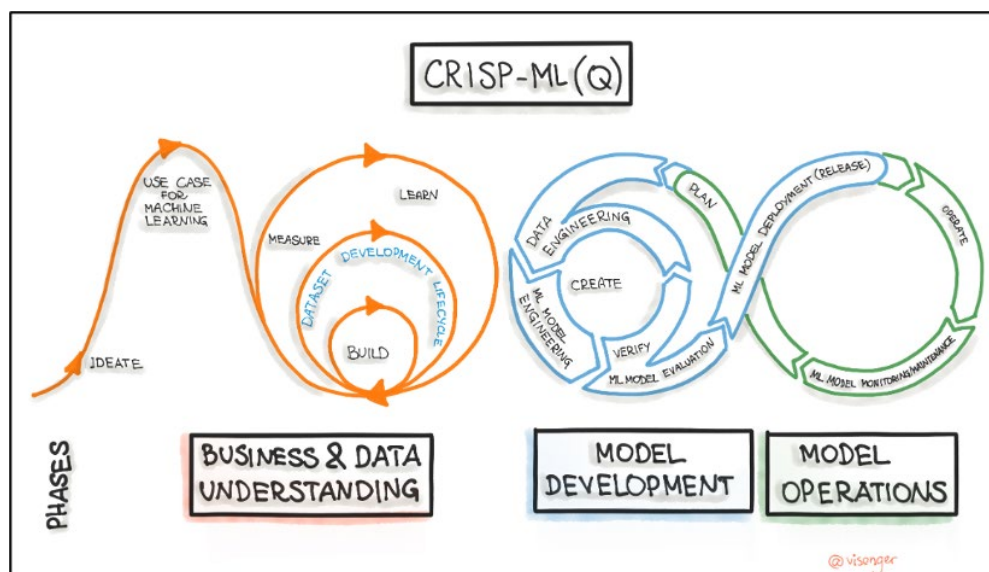 CRISP-ML(Q)
IDEATE
USE CASE
FOR
MACHINE
LEARNING
MEASURE
LEARN
DATASET DEVELOPMENT LIFECYCLE
BUILD
DATA
ENGINEERING
PLAN
CREATE
ML MODEL
ENGINEERING
VERIFY
ML MODEL EVALUATION
ML MODEL DEPLOYMENT (RELEASE)
OPERATE
ML MODEL MONITORING/MAINTENANCE
PHASES
BUSINESS & DATA
UNDERSTANDING
MODEL
DEVELOPMENT
MODEL
OPERATIONS
@visenger